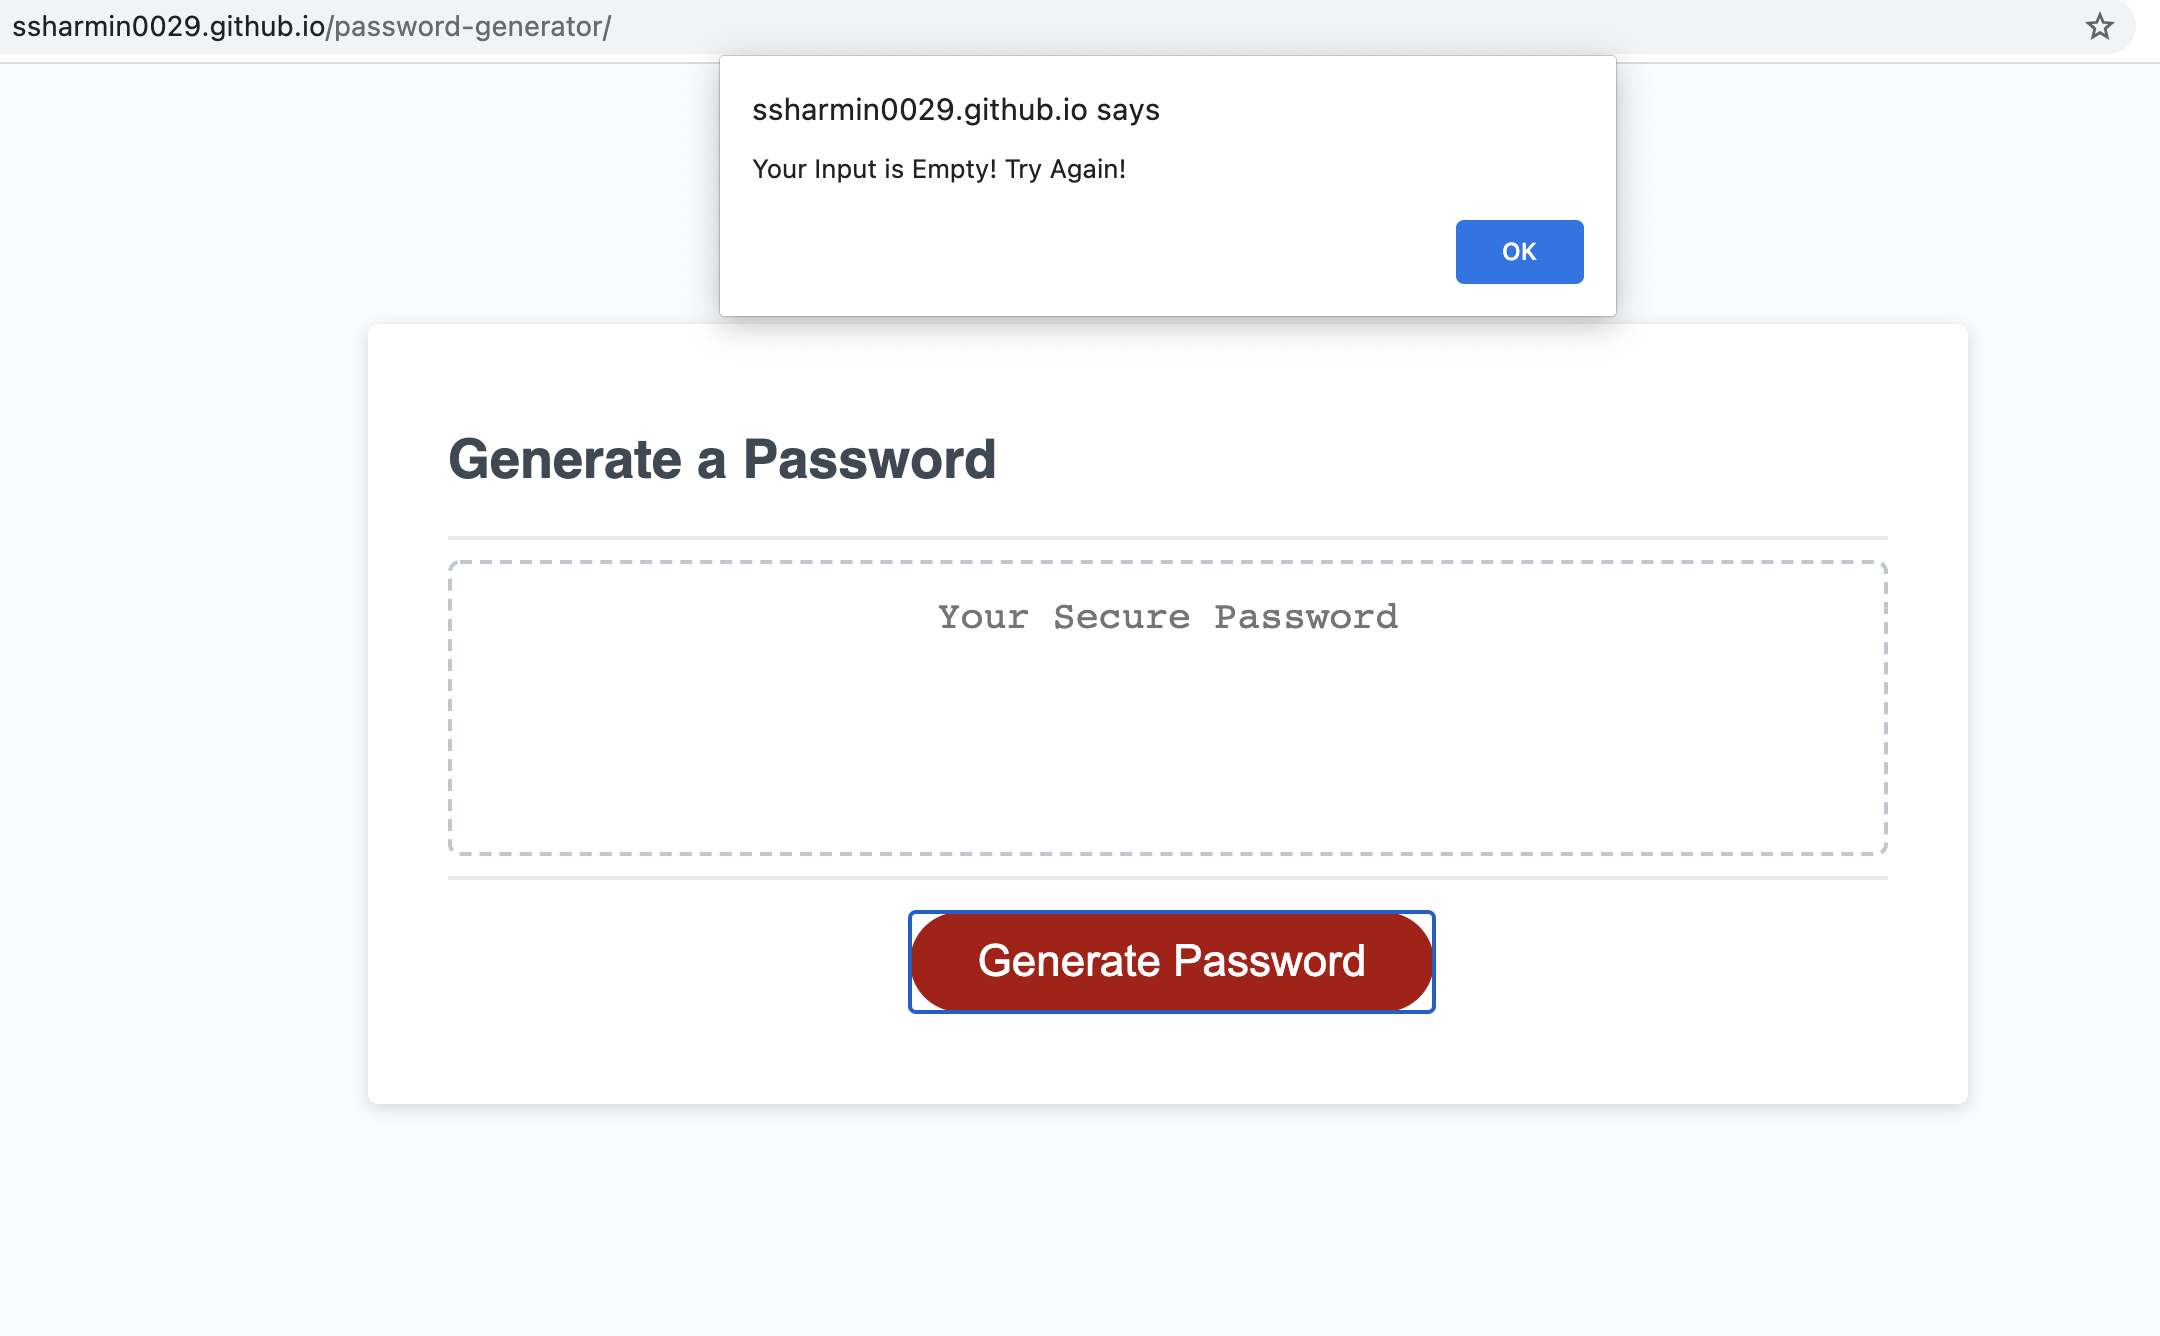 ssharmin0029.github.io/password-generator/
ssharmin0029.github.io says
Your Input is Empty! Try Again!
OK
Generate a Password
Your Secure Password
Generate Password